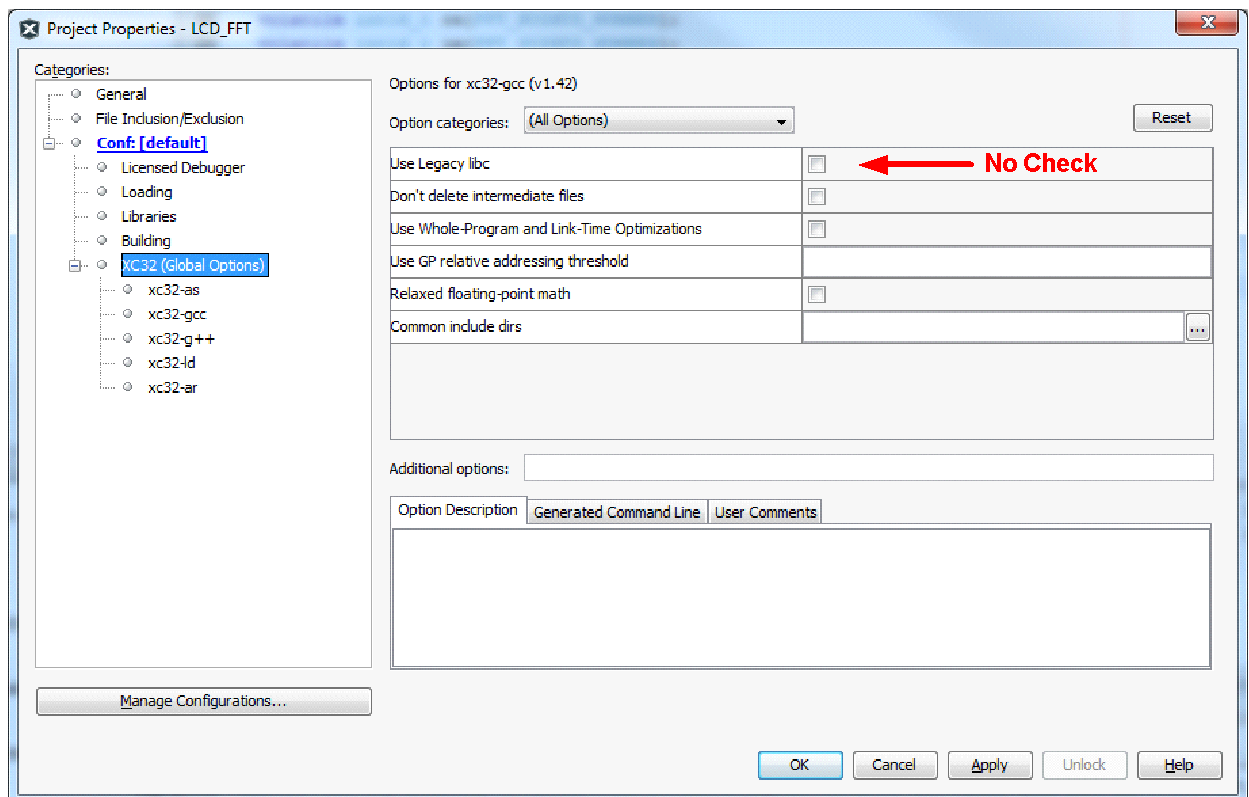 Project Properties - LCD_FFT
Categories:
General
File Inclusion/Exclusion
Conf: [default]
Licensed Debugger
Loading
Libraries
Building
XC32 (Global Options)
xc32-as
xc32-gcc
xc32-g++
xc32-ld
xc32-ar
Manage Configurations...
Options for xc32-gcc (v1.42)
Option categories: (All Options) Reset
Use Legacy libc No Check
Don't delete intermediate files
Use Whole-Program and Link-Time Optimizations
Use GP relative addressing threshold
Relaxed floating-point math
Common include dirs ...
Additional options:
Option Description Generated Command Line User Comments
OK Cancel Apply Unlock Help